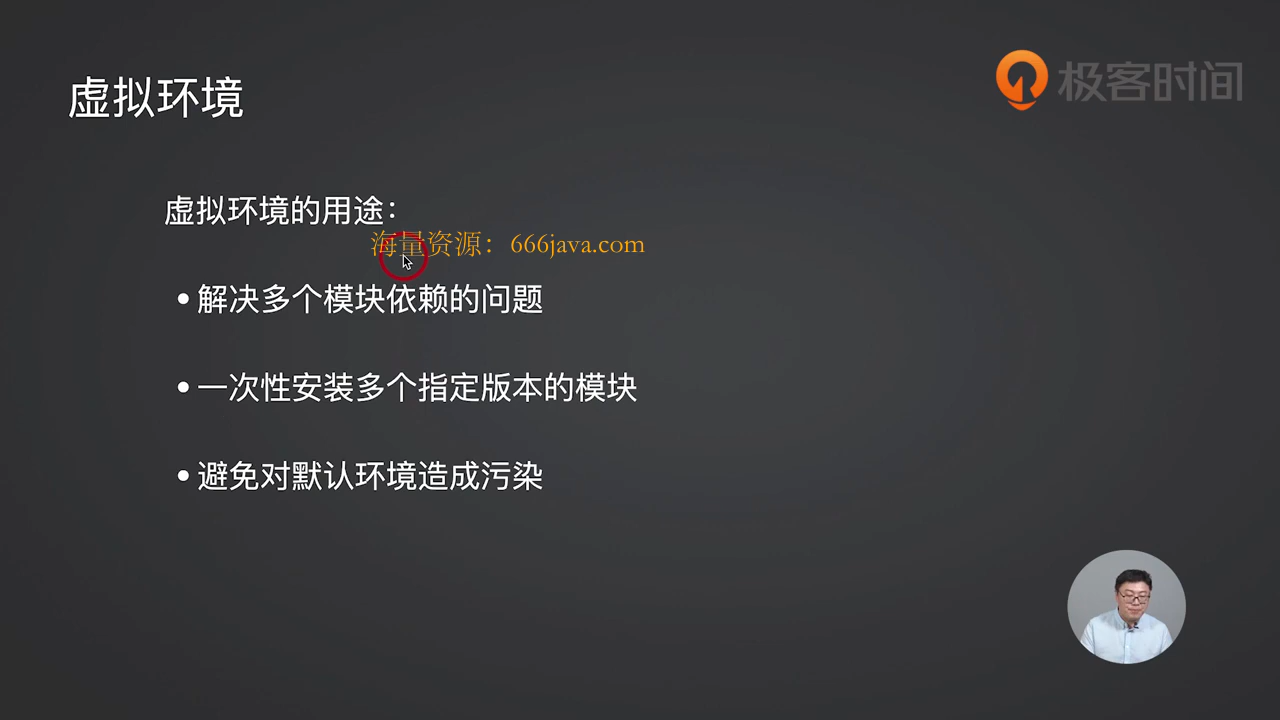 虚拟环境
极客时间
虚拟环境的用途：
海量资源：666java.com
•解决多个模块依赖的问题
•一次性安装多个指定版本的模块
•避免对默认环境造成污染